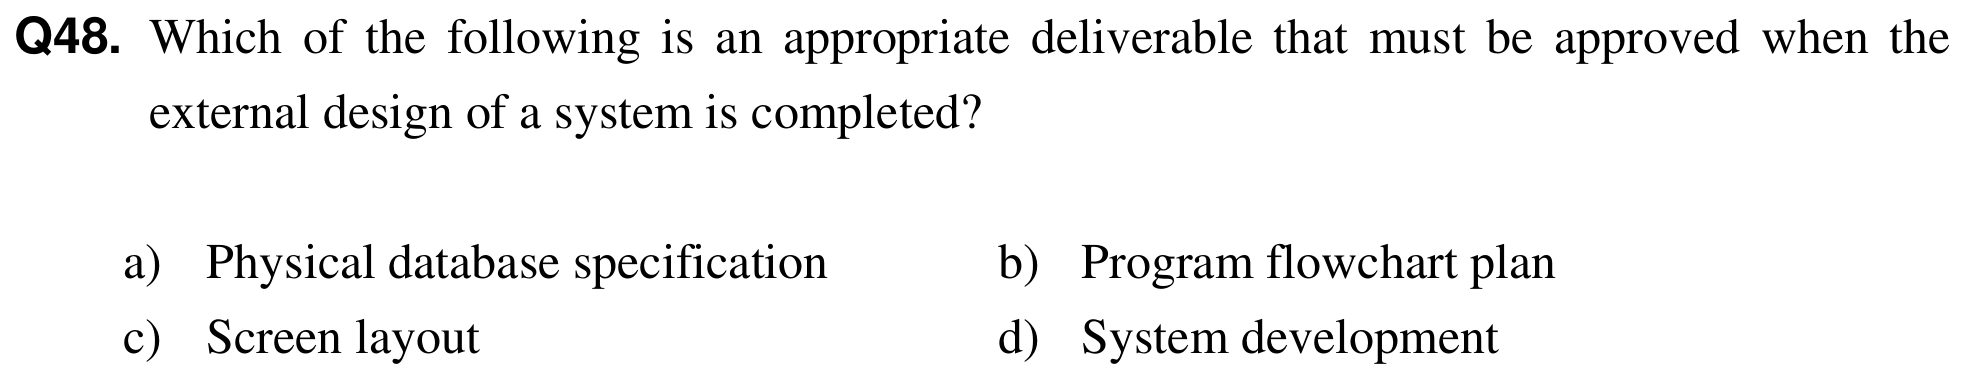 Q48. Which of the following is an appropriate deliverable that must be approved when the
external design of a system is completed?
a) Physical database specification b) Program flowchart plan
c) Screen layout d) System development